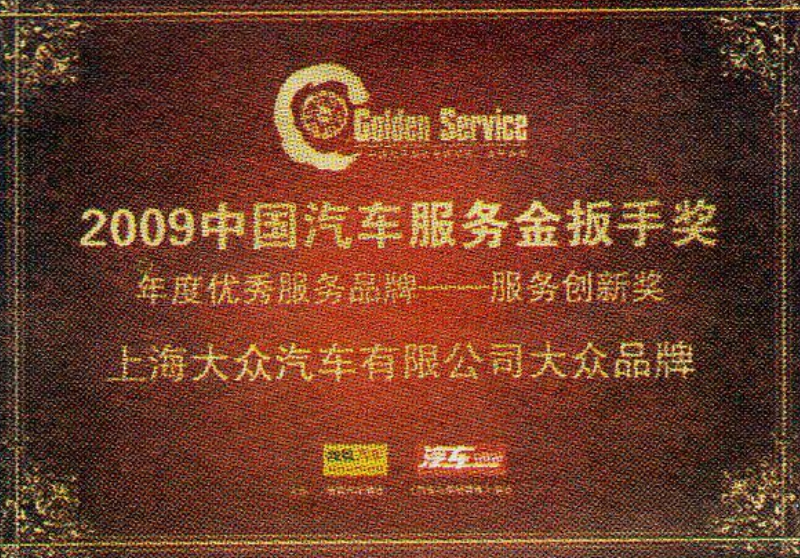 Golden Service
2009中国汽车服务金扳手奖
年度优秀服务品牌——服务创新奖
上海大众汽车有限公司大众品牌
汽车